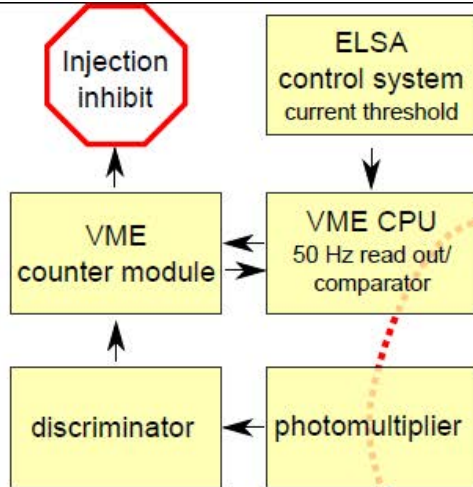 Injection
inhibit
ELSA
control system
current threshold
VME
counter module
VME CPU
50 Hz read out/
comparator
discriminator
photomultiplier